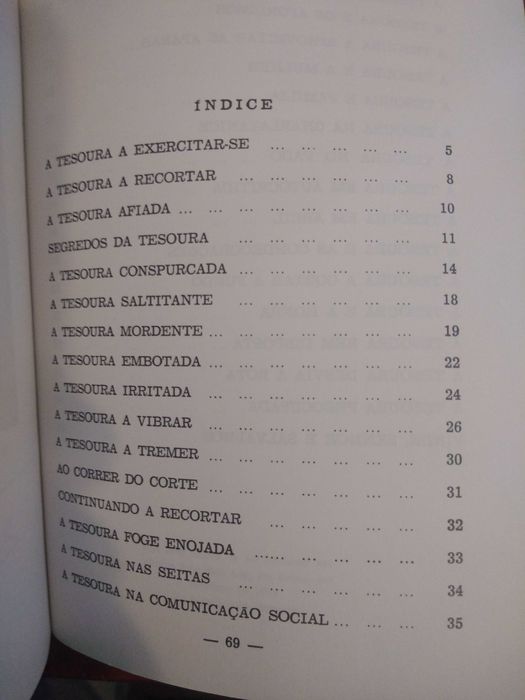 ÍNDICE
A TESOURA A EXERCITAR-SE ... ... ... ... ... 5
A TESOURA A RECORTAR ... ... ... ... ... 8
A TESOURA AFIADA ... ... ... ... ... ... ... 10
SEGREDOS DA TESOURA ... ... ... ... ... 11
A TESOURA CONSPURCADA ... ... ... ... ... 14
A TESOURA SALTITANTE ... ... ... ... ... 18
A TESOURA MORDENTE ... ... ... ... ... ... 19
A TESOURA EMBOTADA ... ... ... ... ... ... 22
A TESOURA IRRITADA ... ... ... ... ... ... 24
A TESOURA A VIBRAR ... ... ... ... ... ... 26
A TESOURA A TREMER ... ... ... ... ... ... 30
AO CORRER DO CORTE ... ... ... ... ... ... 31
CONTINUANDO A RECORTAR ... ... ... ... ... 32
A TESOURA FOGE ENOJADA ...... ... ... ... ... 33
A TESOURA NAS SEITAS ... ... ... ... ... ... 34
A TESOURA NA COMUNICAÇÃO SOCIAL ... ... ... 35
— 69 —